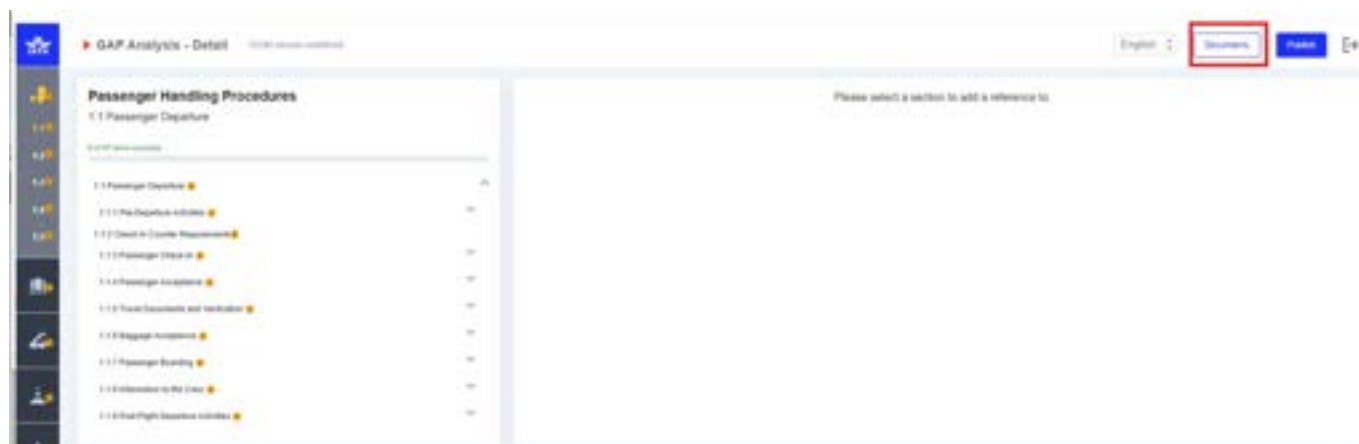 GAP Analysis - Detail
English
Documents
Publish
Passenger Handling Procedures
1.1 Passenger Departure
Please select a section to add a reference to.
1.1 Passenger Departure
1.1.1 Pre-Departure Activities
1.1.2 Check-in Counter Requirements
1.1.3 Passenger Check-in
1.1.4 Passenger Acceptance
1.1.5 Travel Documents and Verification
1.1.6 Baggage Acceptance
1.1.7 Passenger Boarding
1.1.8 Information to the Crew
1.1.9 Post Flight Departure Activities